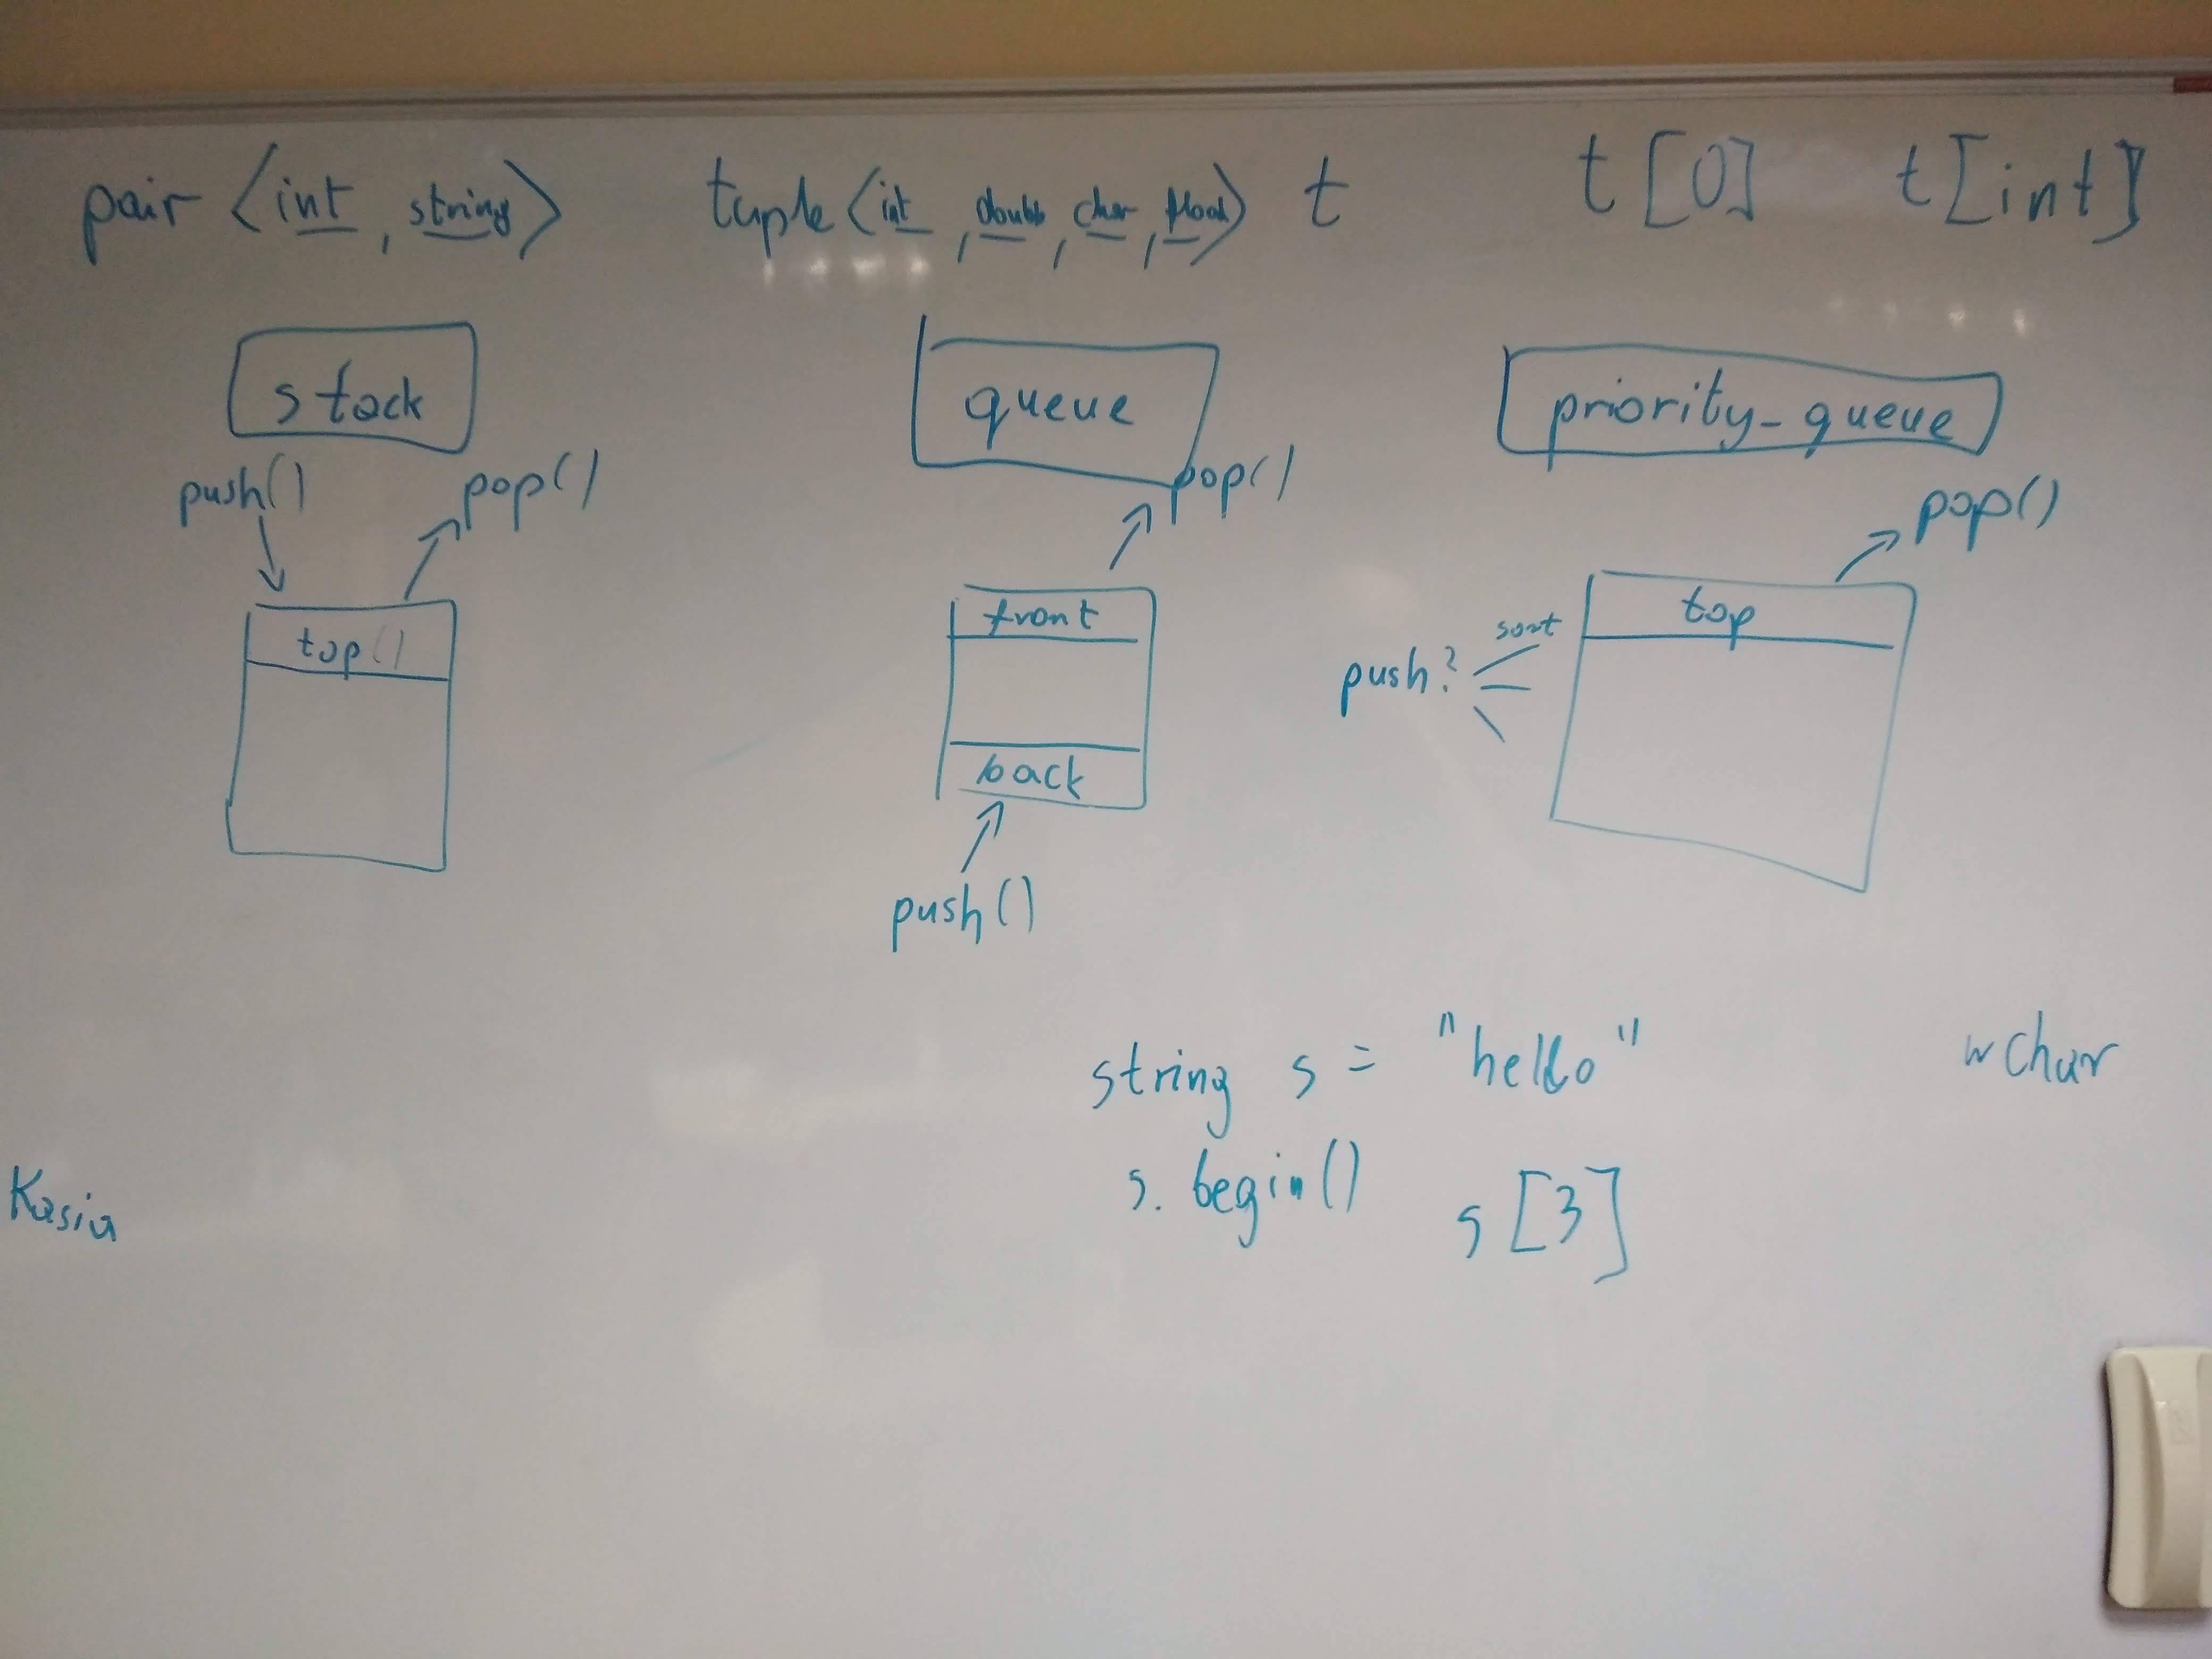 pair <int, string> tuple <int, double, char, float> t t[0] t[int]
stack
push() pop()
top()
queue
pop()
front
back
push()
priority_queue
pop()
sort
push?
top
string s = "hello"
wchar
s.begin() s[3]
Kasia